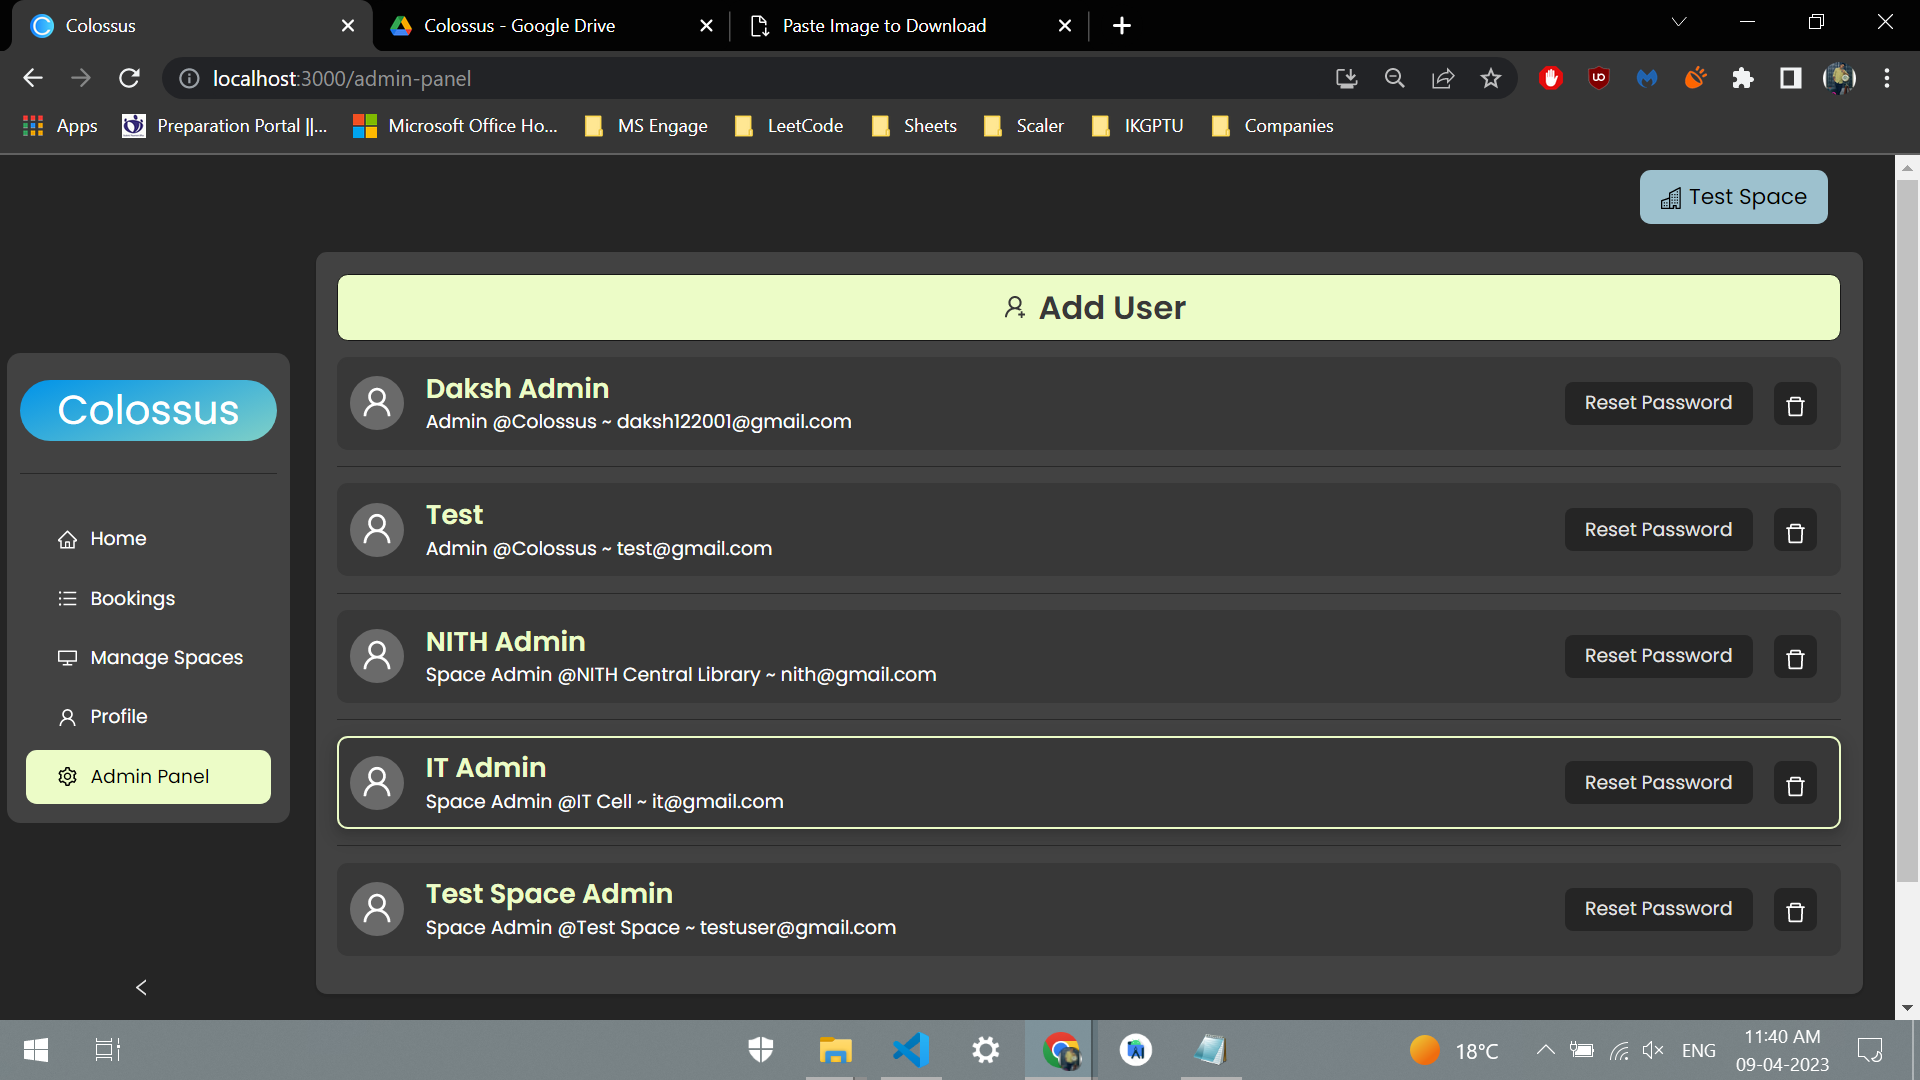 Colossus
Colossus - Google Drive
Paste Image to Download
localhost:3000/admin-panel
Apps
Preparation Portal ||...
Microsoft Office Ho...
MS Engage
LeetCode
Sheets
Scaler
IKGPTU
Companies
Test Space
Add User
Colossus
Home
Bookings
Manage Spaces
Profile
Admin Panel
Daksh Admin
Admin @Colossus ~ daksh122001@gmail.com
Reset Password
Test
Admin @Colossus ~ test@gmail.com
Reset Password
NITH Admin
Space Admin @NITH Central Library ~ nith@gmail.com
Reset Password
IT Admin
Space Admin @IT Cell ~ it@gmail.com
Reset Password
Test Space Admin
Space Admin @Test Space ~ testuser@gmail.com
Reset Password
18°C
ENG
11:40 AM
09-04-2023